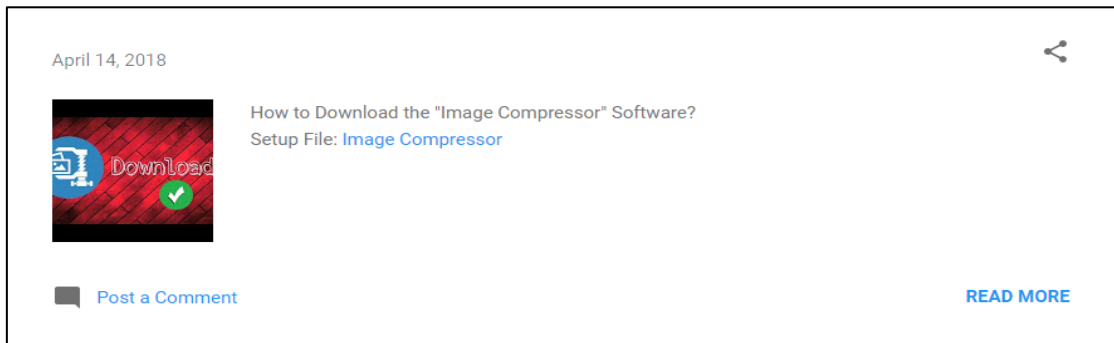 April 14, 2018
How to Download the "Image Compressor" Software?
Setup File: Image Compressor
Download
Post a Comment
READ MORE